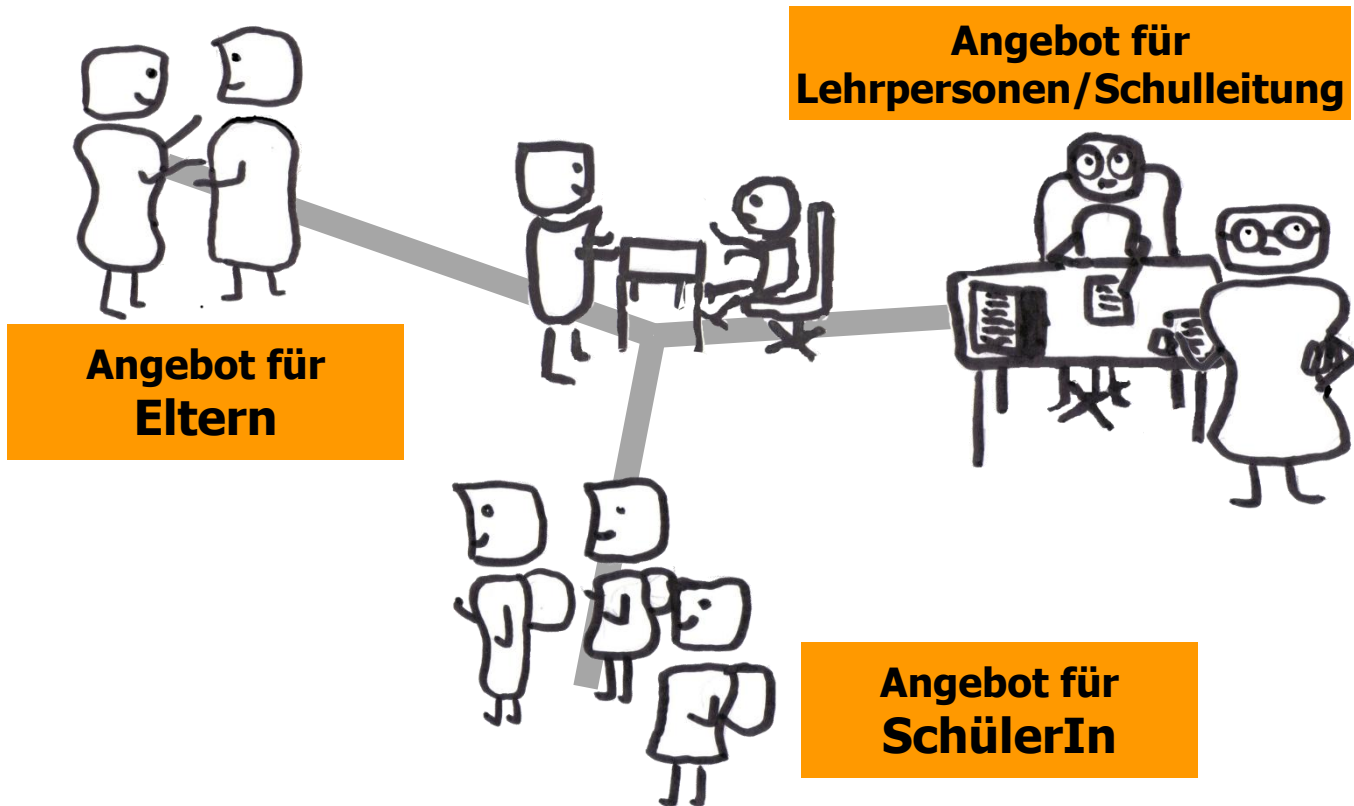 Angebot für
Lehrpersonen/Schulleitung
Angebot für
Eltern
Angebot für
SchülerIn